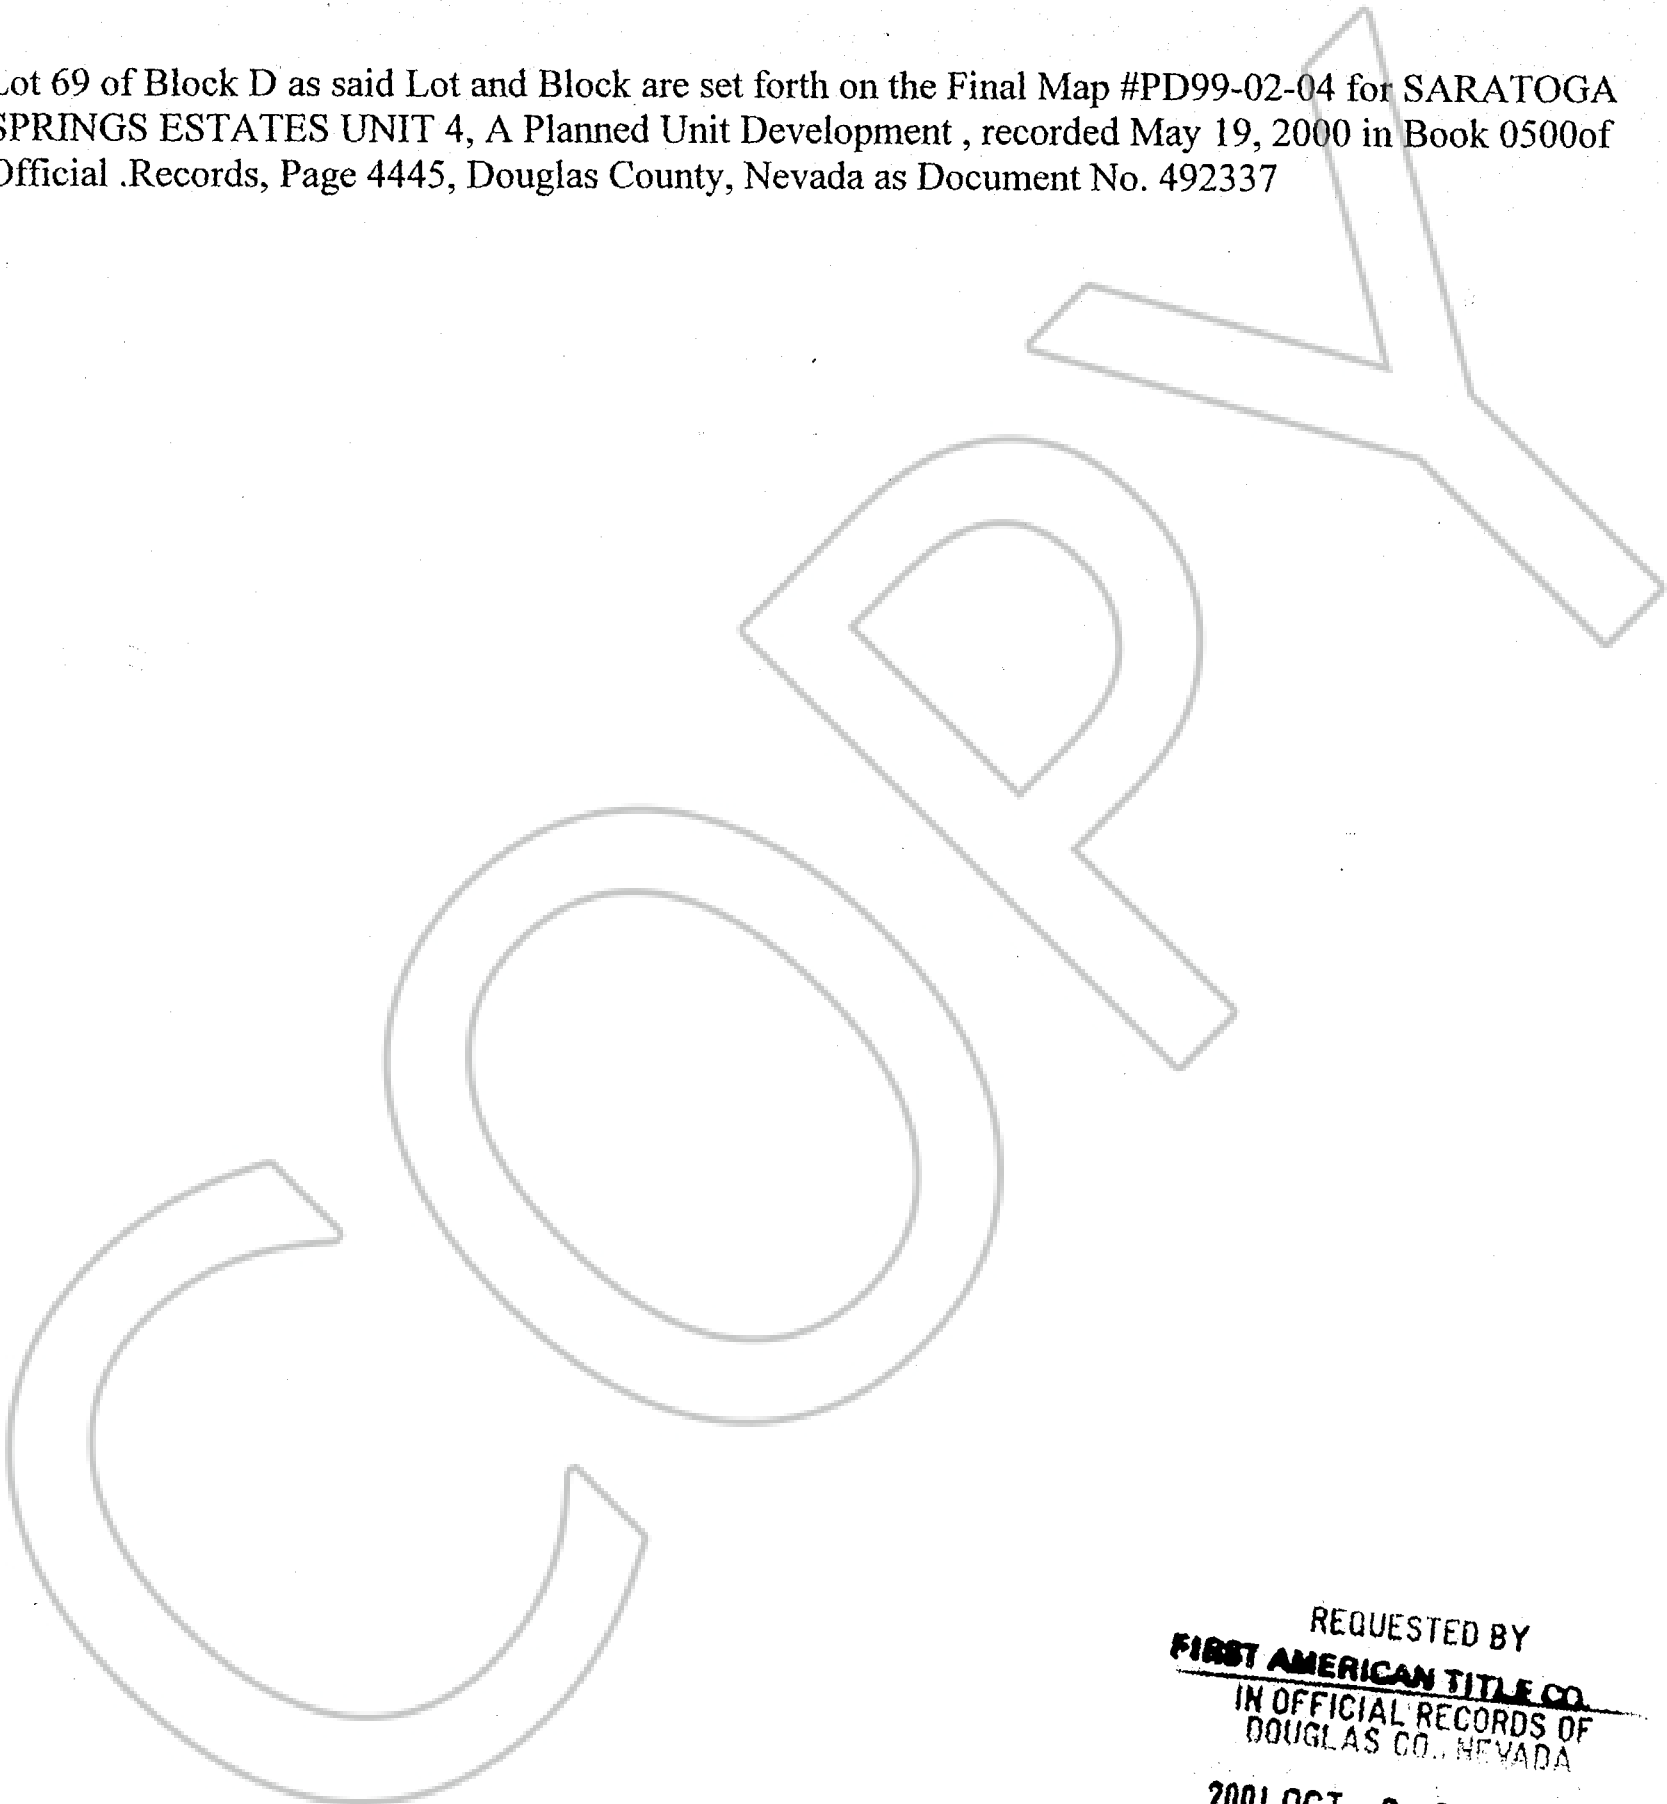 Lot 69 of Block D as said Lot and Block are set forth on the Final Map #PD99-02-04 for SARATOGA
SPRINGS ESTATES UNIT 4, A Planned Unit Development , recorded May 19, 2000 in Book 0500of
Official .Records, Page 4445, Douglas County, Nevada as Document No. 492337
COPY
REQUESTED BY
FIRST AMERICAN TITLE CO.
IN OFFICIAL RECORDS OF
DOUGLAS CO., NEVADA
2001 OCT